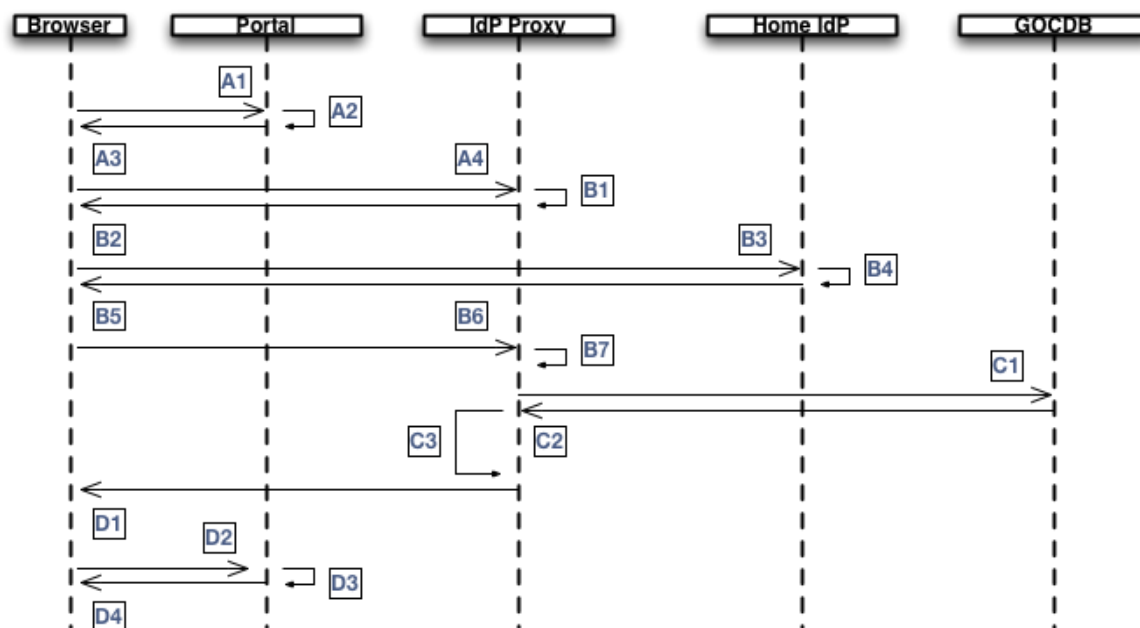 Browser Portal IdP Proxy Home IdP GOCDB
A1
A2
A3 A4
B1
B2 B3
B4
B5 B6
B7
C1
C3 C2
D1 D2
D3
D4